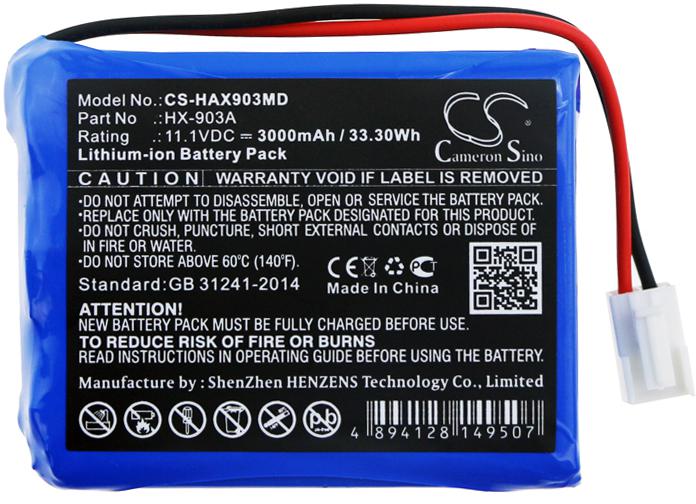 Model No.: CS-HAX903MD
Part No : HX-903A
Rating : 11.1VDC ⎓ 3000mAh / 33.30Wh
Lithium-ion Battery Pack
CS
Cameron Sino
CAUTION: WARRANTY VOID IF LABEL IS REMOVED
•DO NOT ATTEMPT TO DISASSEMBLE, OPEN OR SERVICE THE BATTERY PACK.
•REPLACE ONLY WITH THE BATTERY PACK DESIGNATED FOR THIS PRODUCT.
•DO NOT CRUSH, PUNCTURE, SHORT EXTERNAL CONTACTS OR DISPOSE OF
IN FIRE OR WATER.
•DO NOT STORE ABOVE 60°C (140°F).
Standard: GB 31241-2014
CE
PCT
Made In China
ATTENTION!
NEW BATTERY PACK MUST BE FULLY CHARGED BEFORE USE.
TO REDUCE RISK OF FIRE OR BURNS
READ INSTRUCTIONS IN OPERATING GUIDE BEFORE USING BATTERY.
Manufacture by : ShenZhen HENZENS Technology Co., Limited
Pb
4 894128 149507